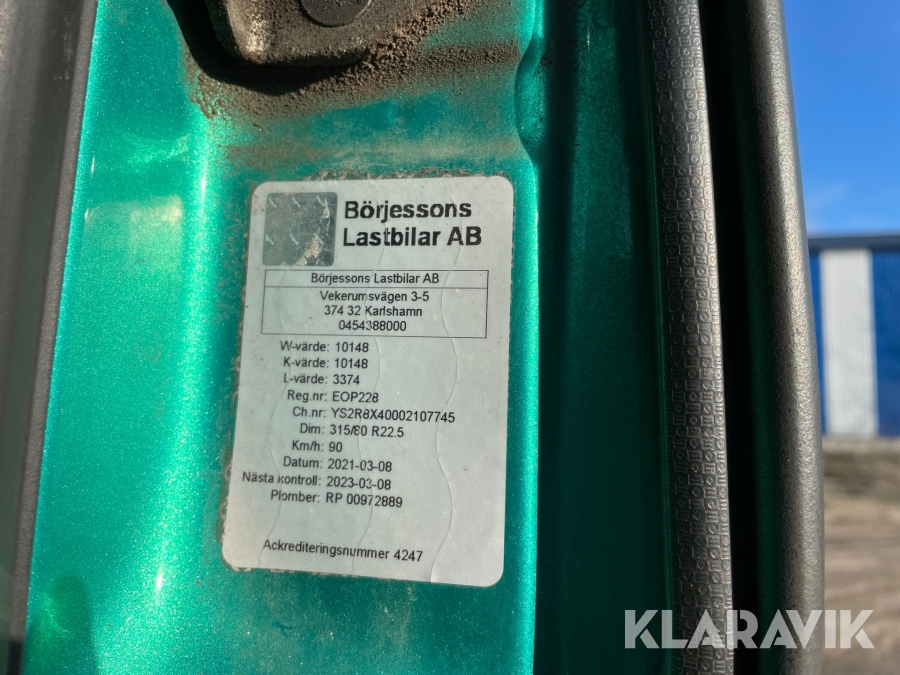 Börjessons
Lastbilar AB
Börjessons Lastbilar AB
Vekerumsvägen 3-5
374 32 Karlshamn
0454388000
W-värde: 10148
K-värde: 10148
L-värde: 3374
Reg.nr: EOP228
Ch.nr: YS2R8X40002107745
Dim: 315/80 R22.5
Km/h: 90
Datum: 2021-03-08
Nästa kontroll: 2023-03-08
Plomber: RP 00972889
Ackrediteringsnummer 4247
KLARAVIK